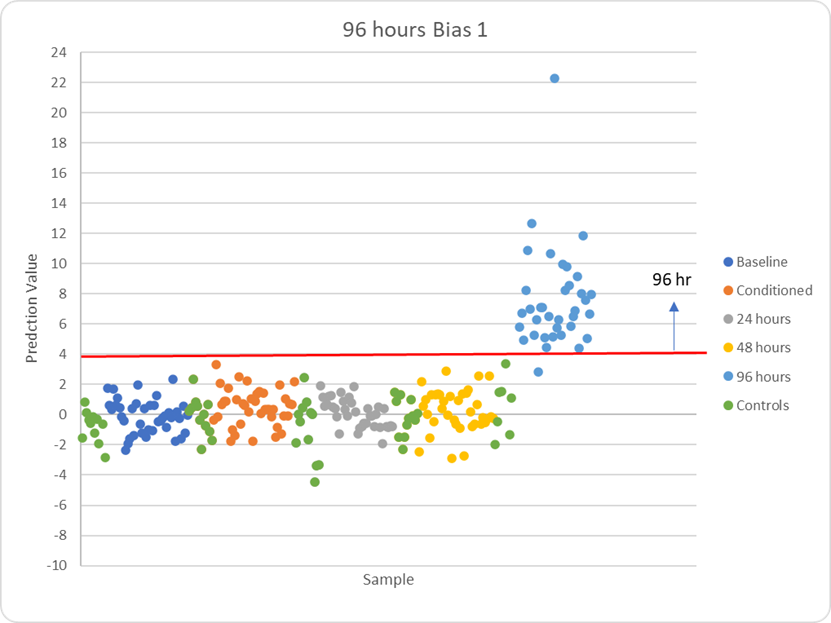 96 hours Bias 1
24
22
20
18
16
14
12
10
8
6
4
2
0
-2
-4
-6
-8
-10
Predction Value
Sample
96 hr
Baseline
Conditioned
24 hours
48 hours
96 hours
Controls